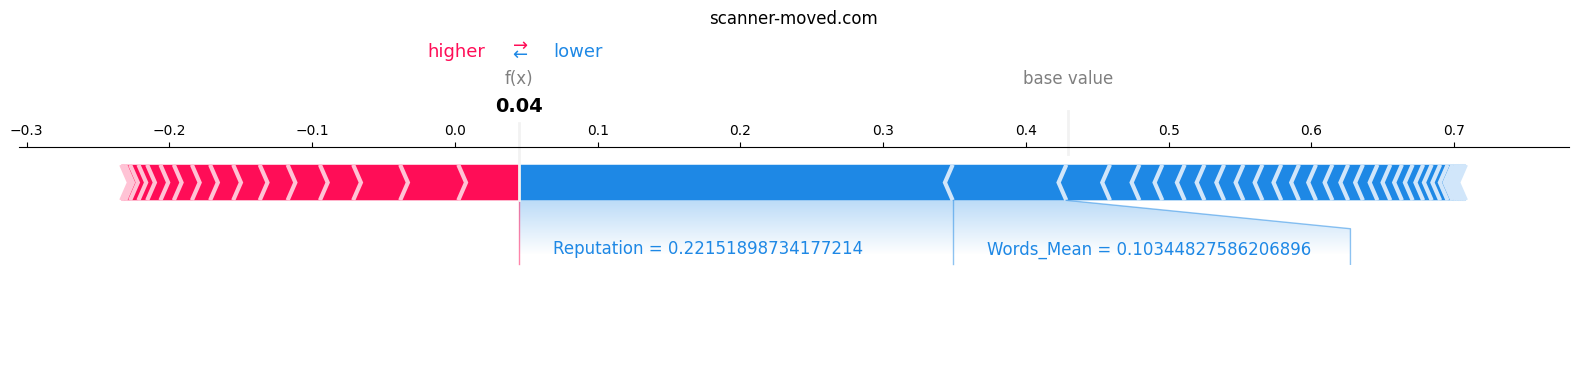 scanner-moved.com
higher ⇄ lower
f(x) base value
0.04
−0.3 −0.2 −0.1 0.0 0.1 0.2 0.3 0.4 0.5 0.6 0.7
Reputation = 0.22151898734177214 Words_Mean = 0.10344827586206896